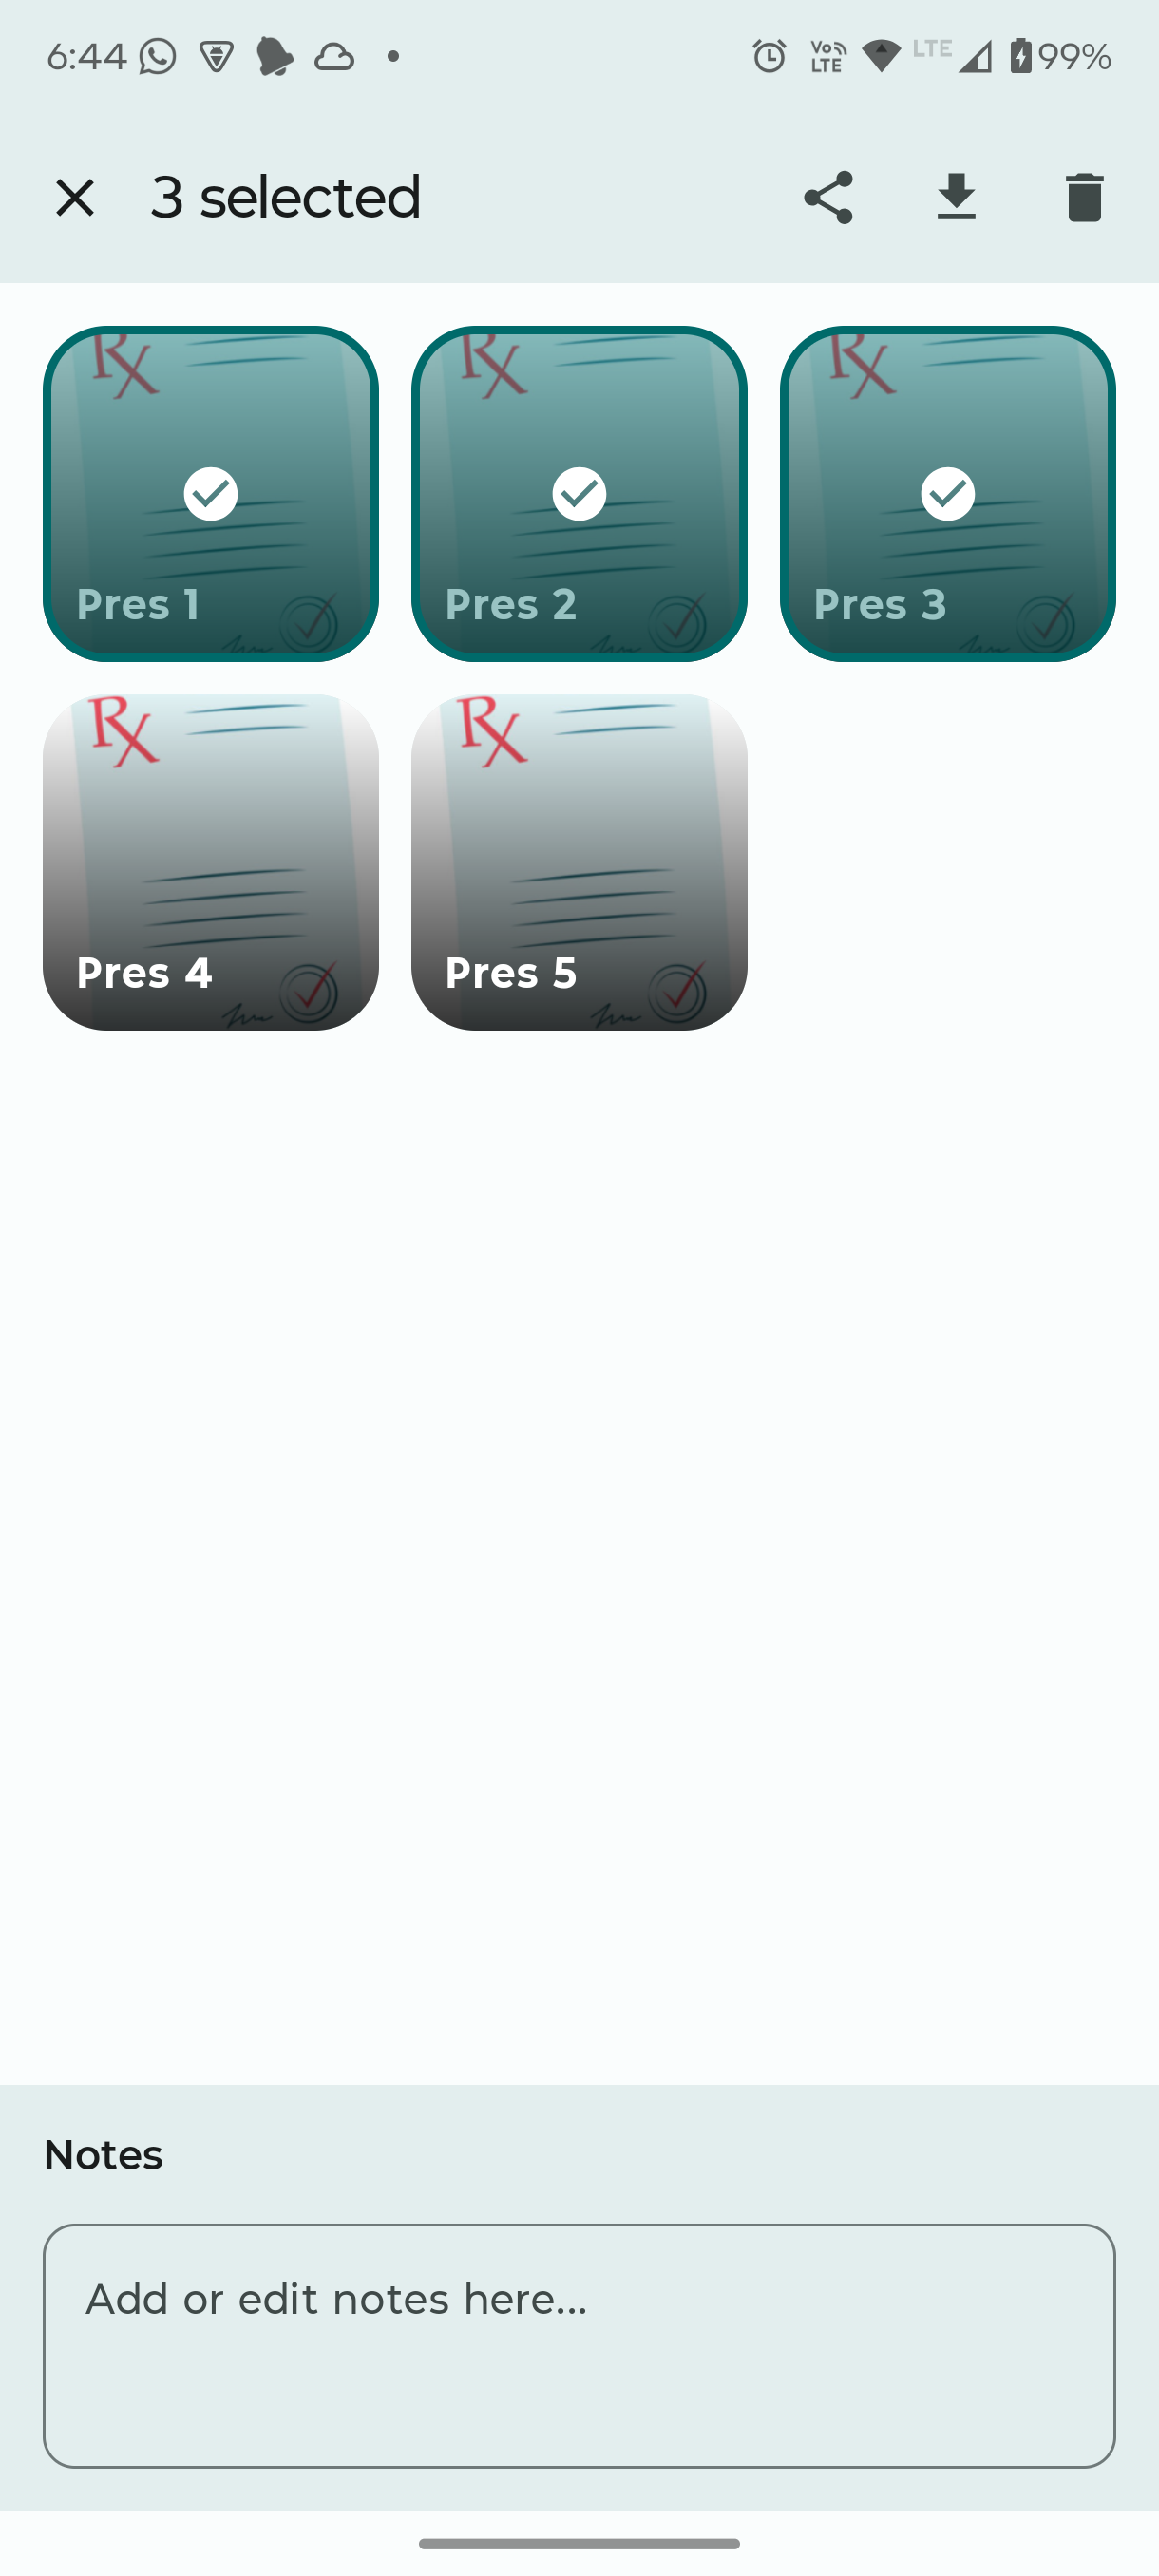 6:44 Vo LTE LTE 99%
3 selected
Rx Rx Rx
Pres 1 Pres 2 Pres 3
Rx Rx
Pres 4 Pres 5
Notes
Add or edit notes here...